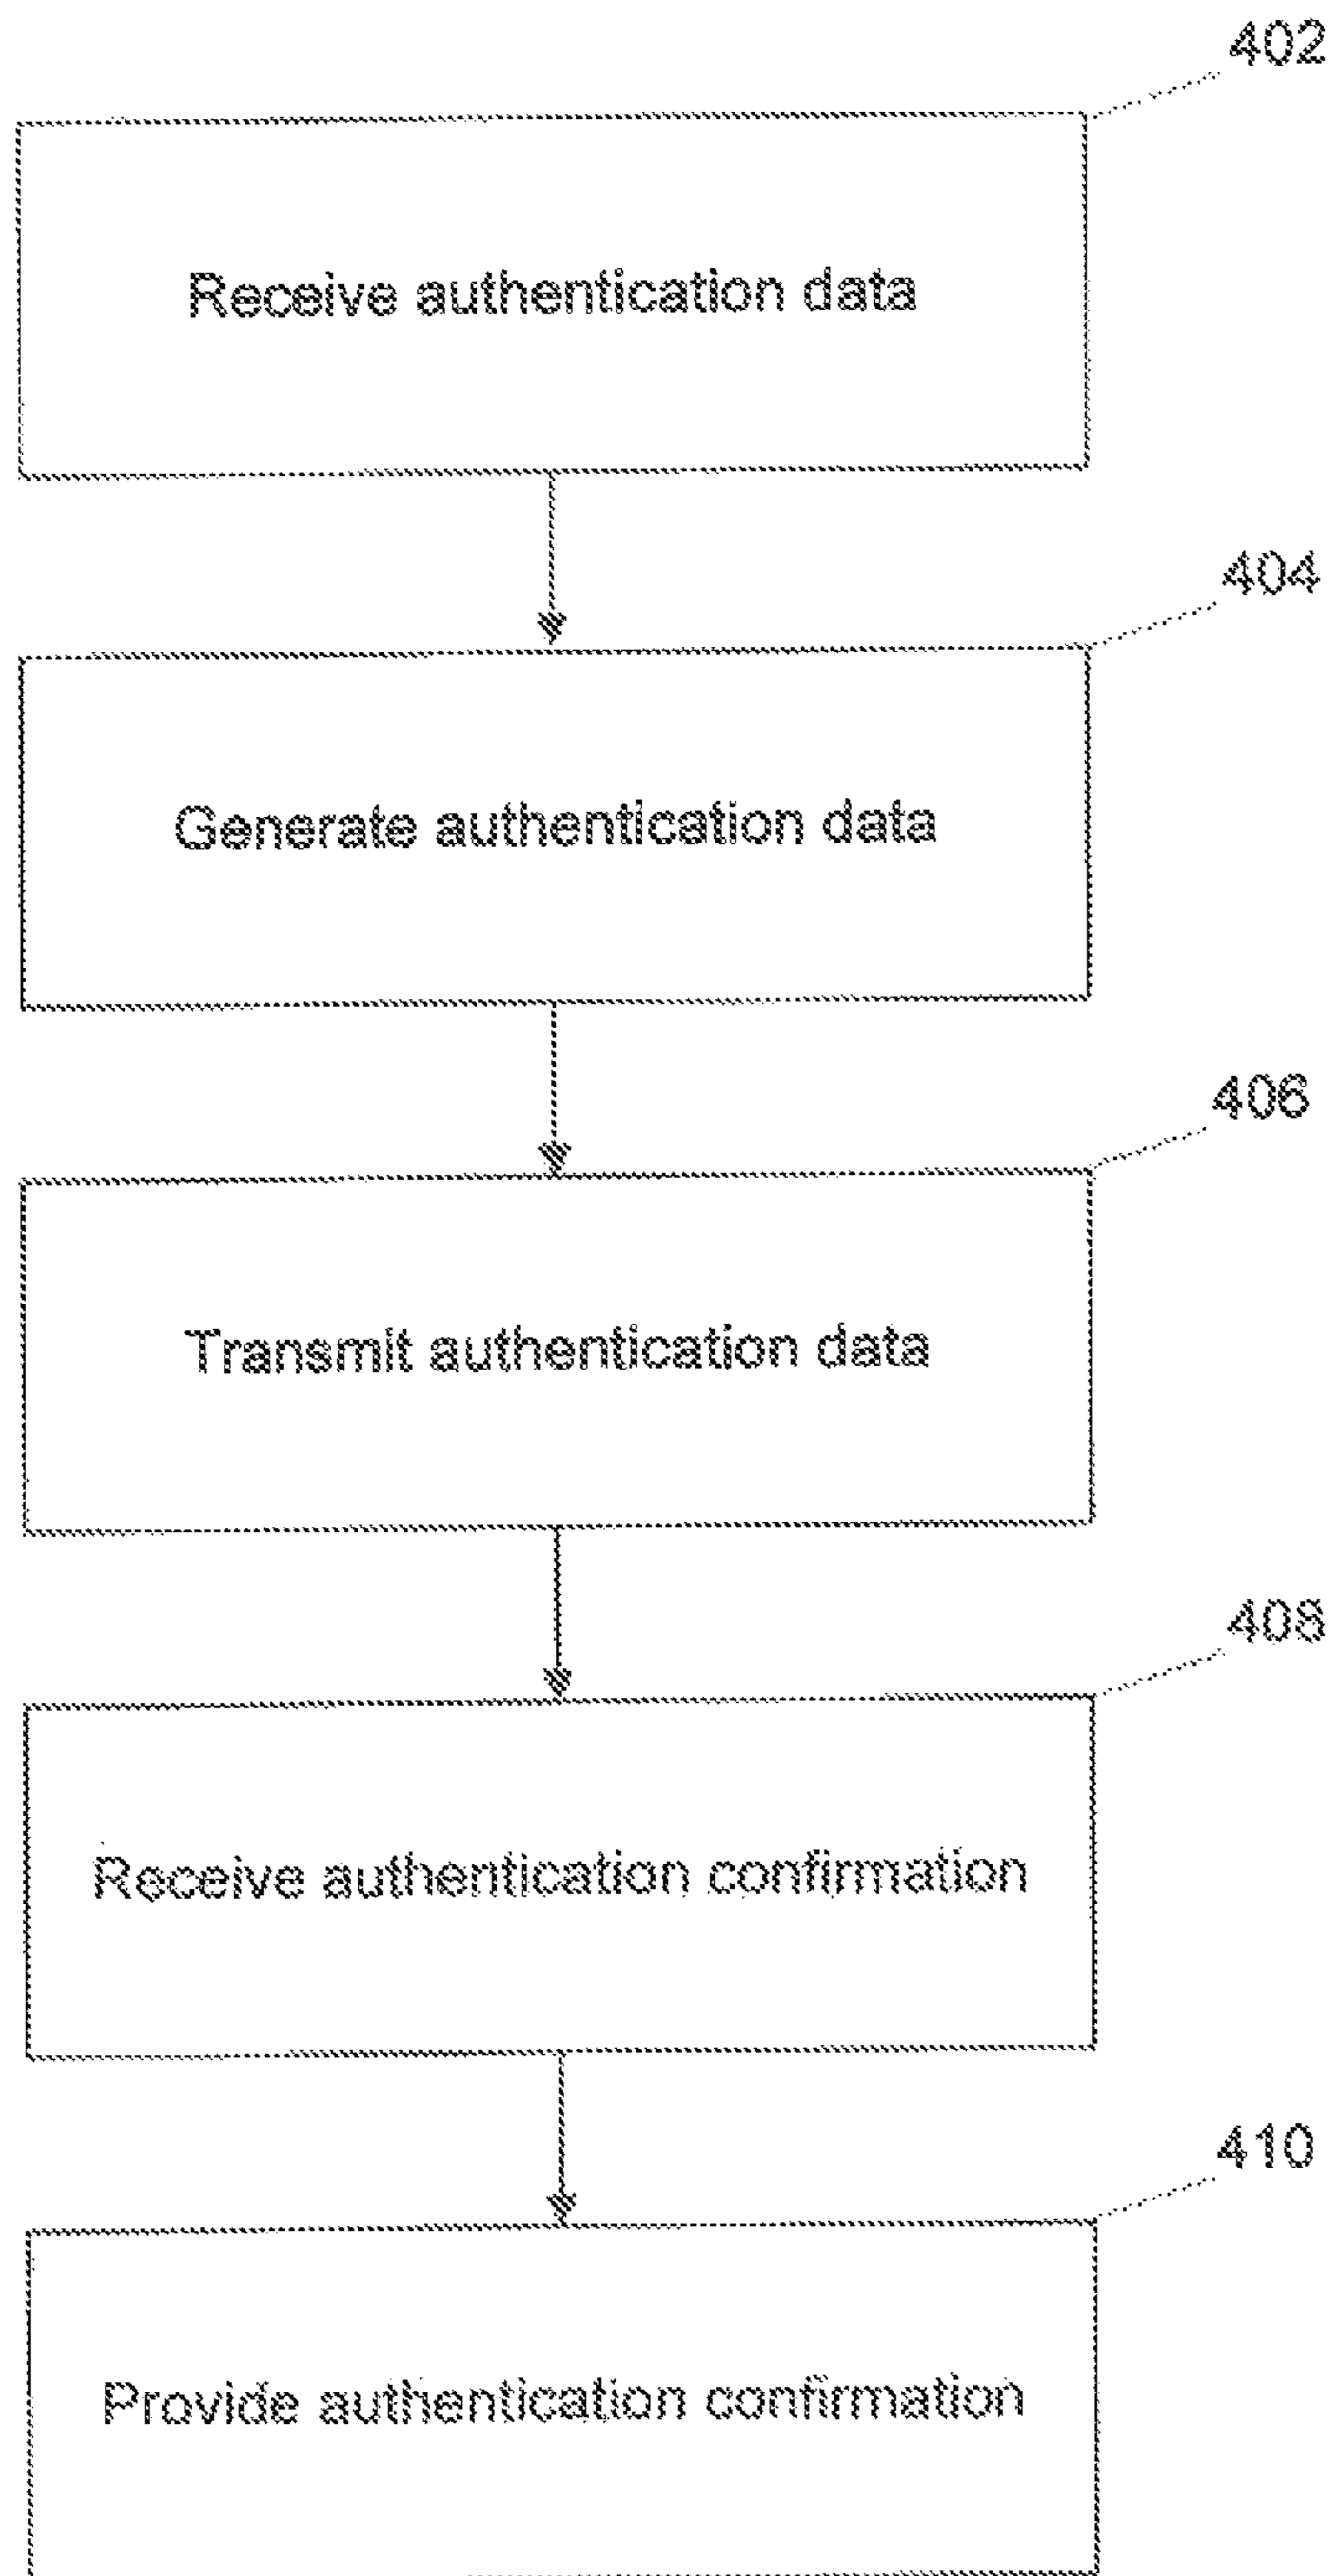 402
Receive authentication data
404
Generate authentication data
406
Transmit authentication data
408
Receive authentication confirmation
410
Provide authentication confirmation